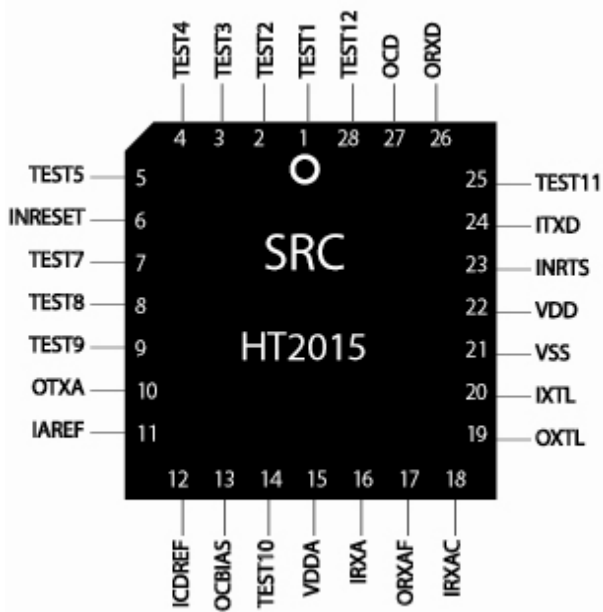 TEST4 TEST3 TEST2 TEST1 TEST12 OCD ORXD
4 3 2 1 28 27 26
TEST5 5 25 TEST11
INRESET 6 24 ITXD
TEST7 7 23 INRTS
SRC
TEST8 8 22 VDD
TEST9 9 21 VSS
HT2015
OTXA 10 20 IXTL
IAREF 11 19 OXTL
12 13 14 15 16 17 18
ICDREF OCBIAS TEST10 VDDA IRXA ORXAF IRXAC